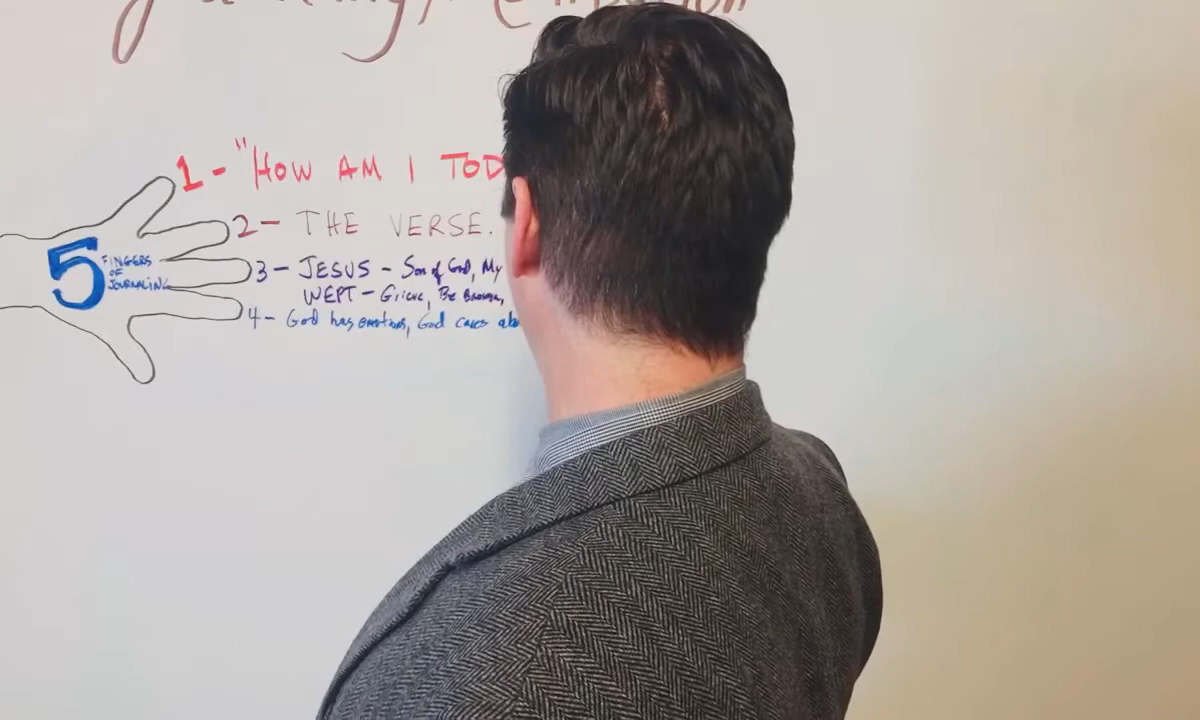 1 - "HOW AM I TOD
2 - THE VERSE.
5 FINGERS
OF
JOURNALING
3 - JESUS - Son of God, My
WEPT - Grieve, Be Broken,
4 - God has emotions, God cares abo